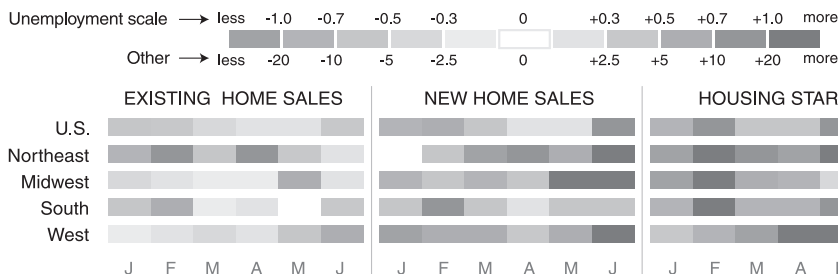 Unemployment scale → less -1.0 -0.7 -0.5 -0.3 0 +0.3 +0.5 +0.7 +1.0 more
Other → less -20 -10 -5 -2.5 0 +2.5 +5 +10 +20 more
EXISTING HOME SALES NEW HOME SALES HOUSING STAR
U.S.
Northeast
Midwest
South
West
J F M A M J J F M A M J J F M A